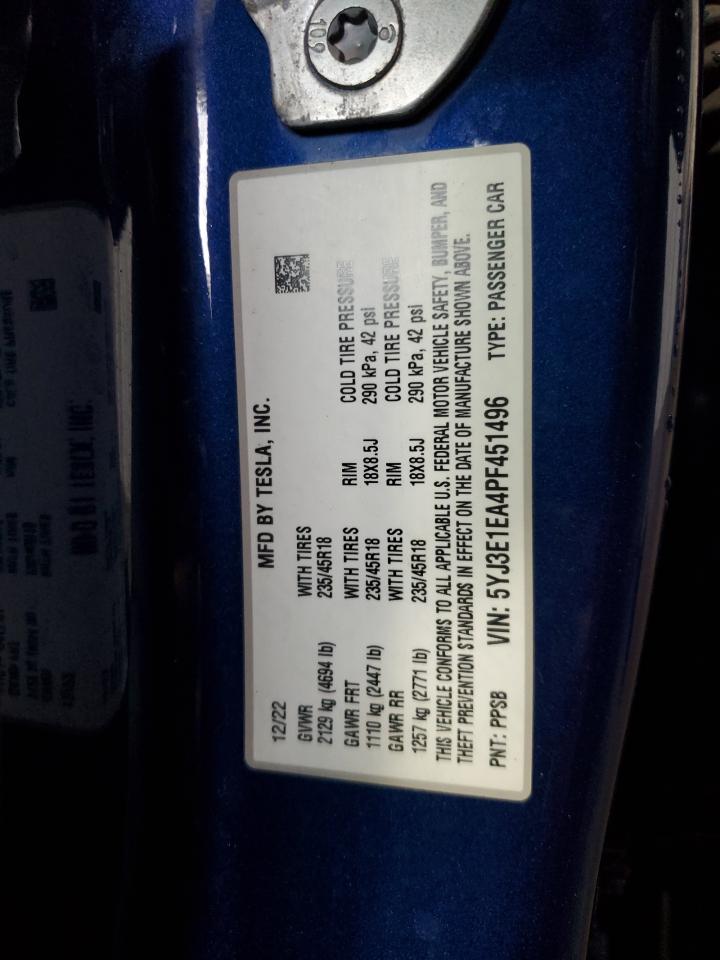 10.9
MFD BY TESLA, INC.
12/22
GVWR WITH TIRES
2129 kg (4694 lb) 235/45R18
GAWR FRT WITH TIRES RIM COLD TIRE PRESSURE
1110 kg (2447 lb) 235/45R18 18X8.5J 290 kPa, 42 psi
GAWR RR WITH TIRES RIM COLD TIRE PRESSURE
1257 kg (2771 lb) 235/45R18 18X8.5J 290 kPa, 42 psi
THIS VEHICLE CONFORMS TO ALL APPLICABLE U.S. FEDERAL MOTOR VEHICLE SAFETY, BUMPER, AND
THEFT PREVENTION STANDARDS IN EFFECT ON THE DATE OF MANUFACTURE SHOWN ABOVE.
PNT: PPSB VIN: 5YJ3E1EA4PF451496 TYPE: PASSENGER CAR